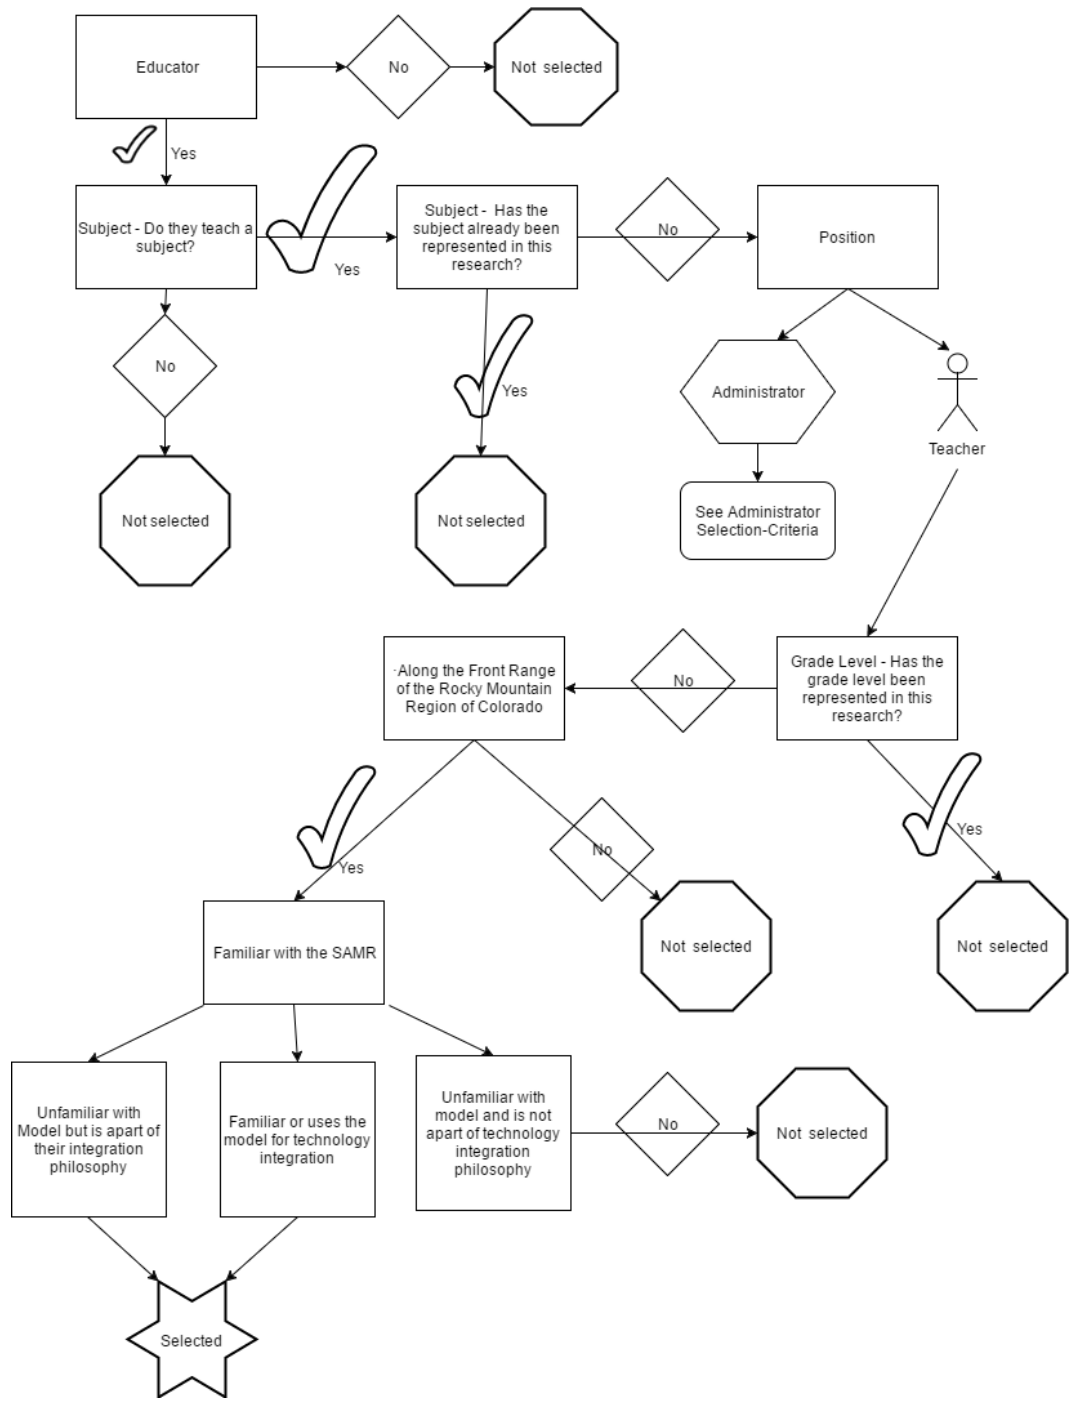 Educator
No
Not selected
Yes
Subject - Do they teach a
subject?
Yes
Subject - Has the
subject already been
represented in this
research?
No
Position
No
Yes
Administrator
Teacher
Not selected
Not selected
See Administrator
Selection-Criteria
Along the Front Range
of the Rocky Mountain
Region of Colorado
No
Grade Level - Has the
grade level been
represented in this
research?
Yes
No
Yes
Familiar with the SAMR
Not selected
Not selected
Unfamiliar with
Model but is apart of
their integration
philosophy
Familiar or uses the
model for technology
integration
Unfamiliar with
model and is not
apart of technology
integration
philosophy
No
Not selected
Selected